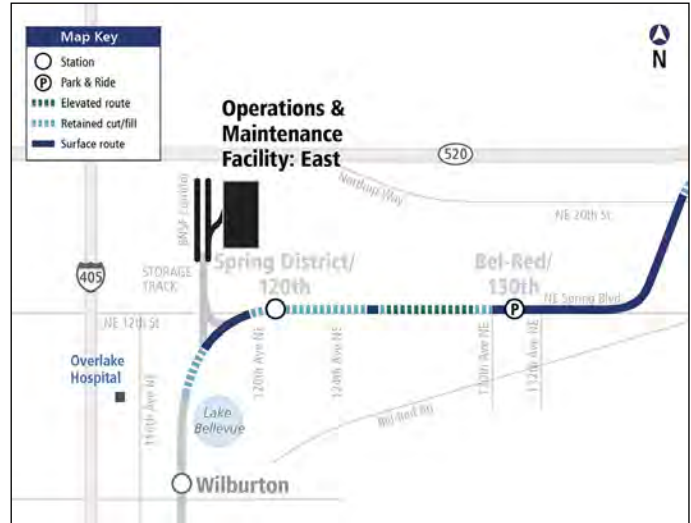 Map Key
Station
P
Park & Ride
Elevated route
Retained cut/fill
Surface route
N
Operations &
Maintenance
Facility: East
520
Northup Way
NE 20th St
BNSF Corridor
405
STORAGE
TRACK
Spring District/
120th
Bel-Red/
130th
NE Spring Blvd
P
NE 12th St
Overlake
Hospital
116th Ave NE
120th Ave NE
124th Ave NE
130th Ave NE
132th Ave NE
Bel-Red Rd
Lake
Bellevue
Wilburton